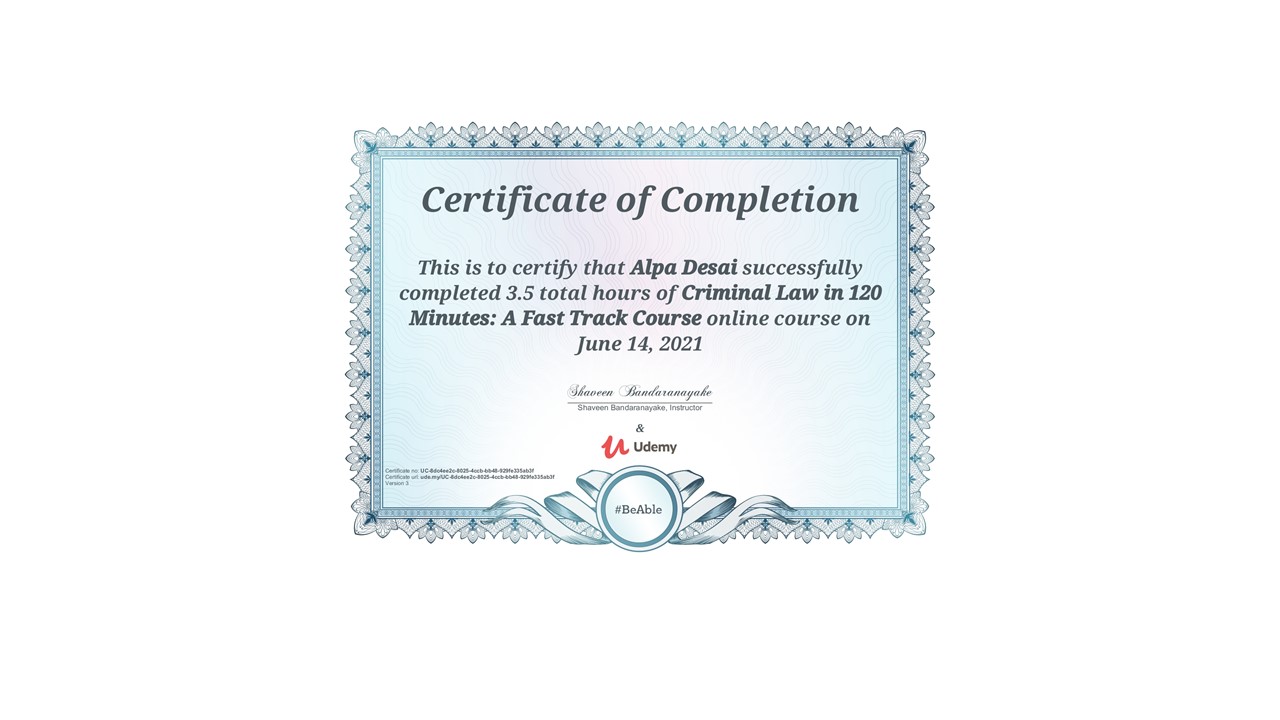 Certificate of Completion
This is to certify that Alpa Desai successfully
completed 3.5 total hours of Criminal Law in 120
Minutes: A Fast Track Course online course on
June 14, 2021
Shaveen Bandaranayake
Shaveen Bandaranayake, Instructor
&
Udemy
Certificate no: UC-8dc4ee2c-8025-4ccb-bb48-929fe335ab3f
Certificate url: ude.my/UC-8dc4ee2c-8025-4ccb-bb48-929fe335ab3f
Version 3
#BeAble